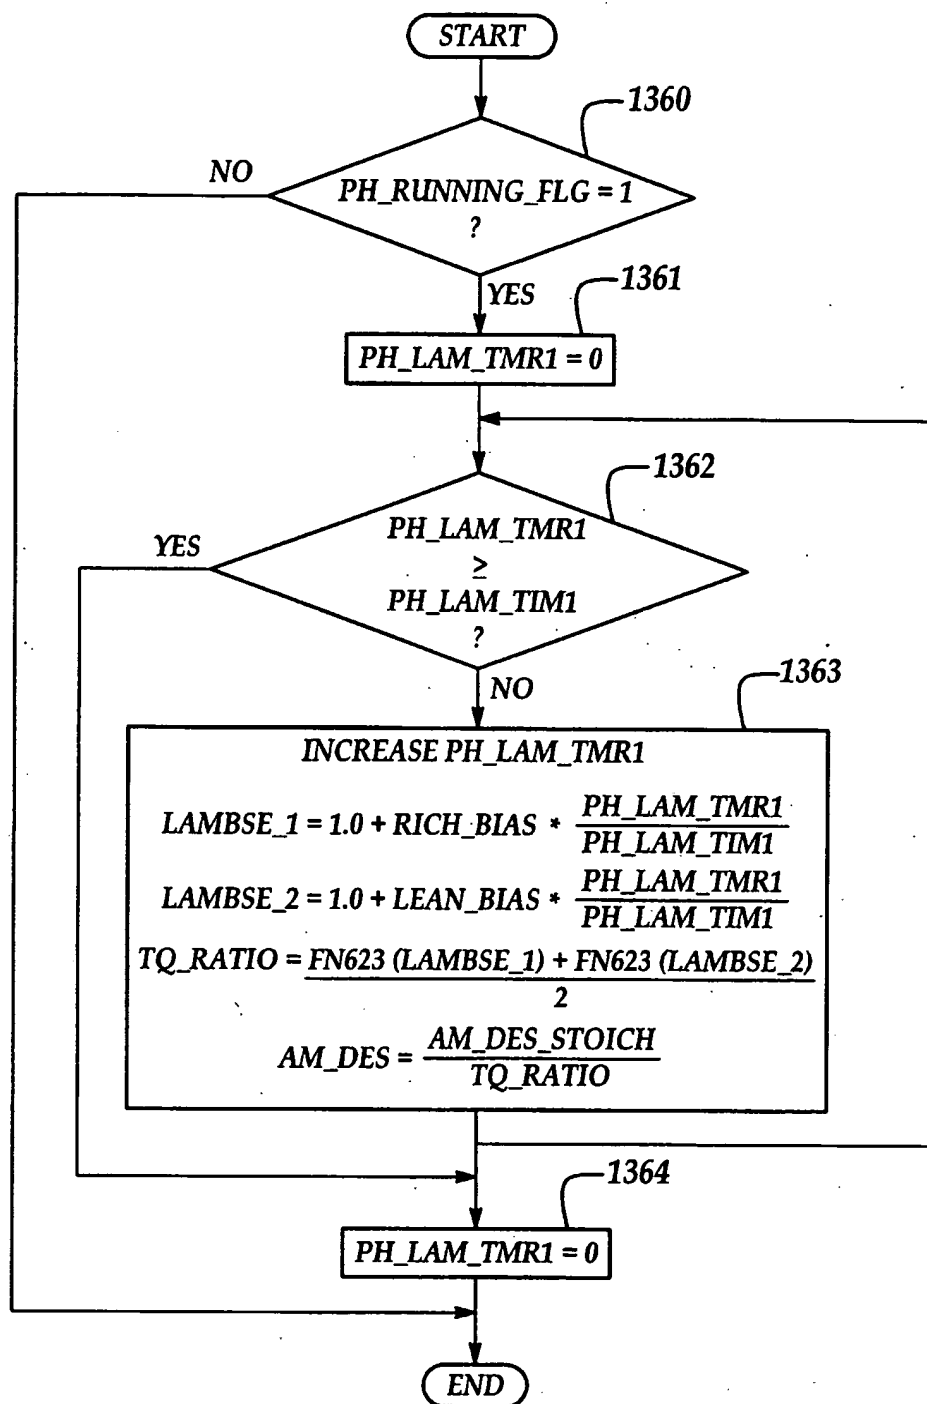 START
1360
NO
PH_RUNNING_FLG = 1
?
YES
1361
PH_LAM_TMR1 = 0
1362
YES
PH_LAM_TMR1
≥
PH_LAM_TIM1
?
NO
1363
INCREASE PH_LAM_TMR1
LAMBSE_1 = 1.0 + RICH_BIAS * PH_LAM_TMR1
PH_LAM_TIM1
LAMBSE_2 = 1.0 + LEAN_BIAS * PH_LAM_TMR1
PH_LAM_TIM1
TQ_RATIO = FN623 (LAMBSE_1) + FN623 (LAMBSE_2)
2
AM_DES = AM_DES_STOICH
TQ_RATIO
1364
PH_LAM_TMR1 = 0
END